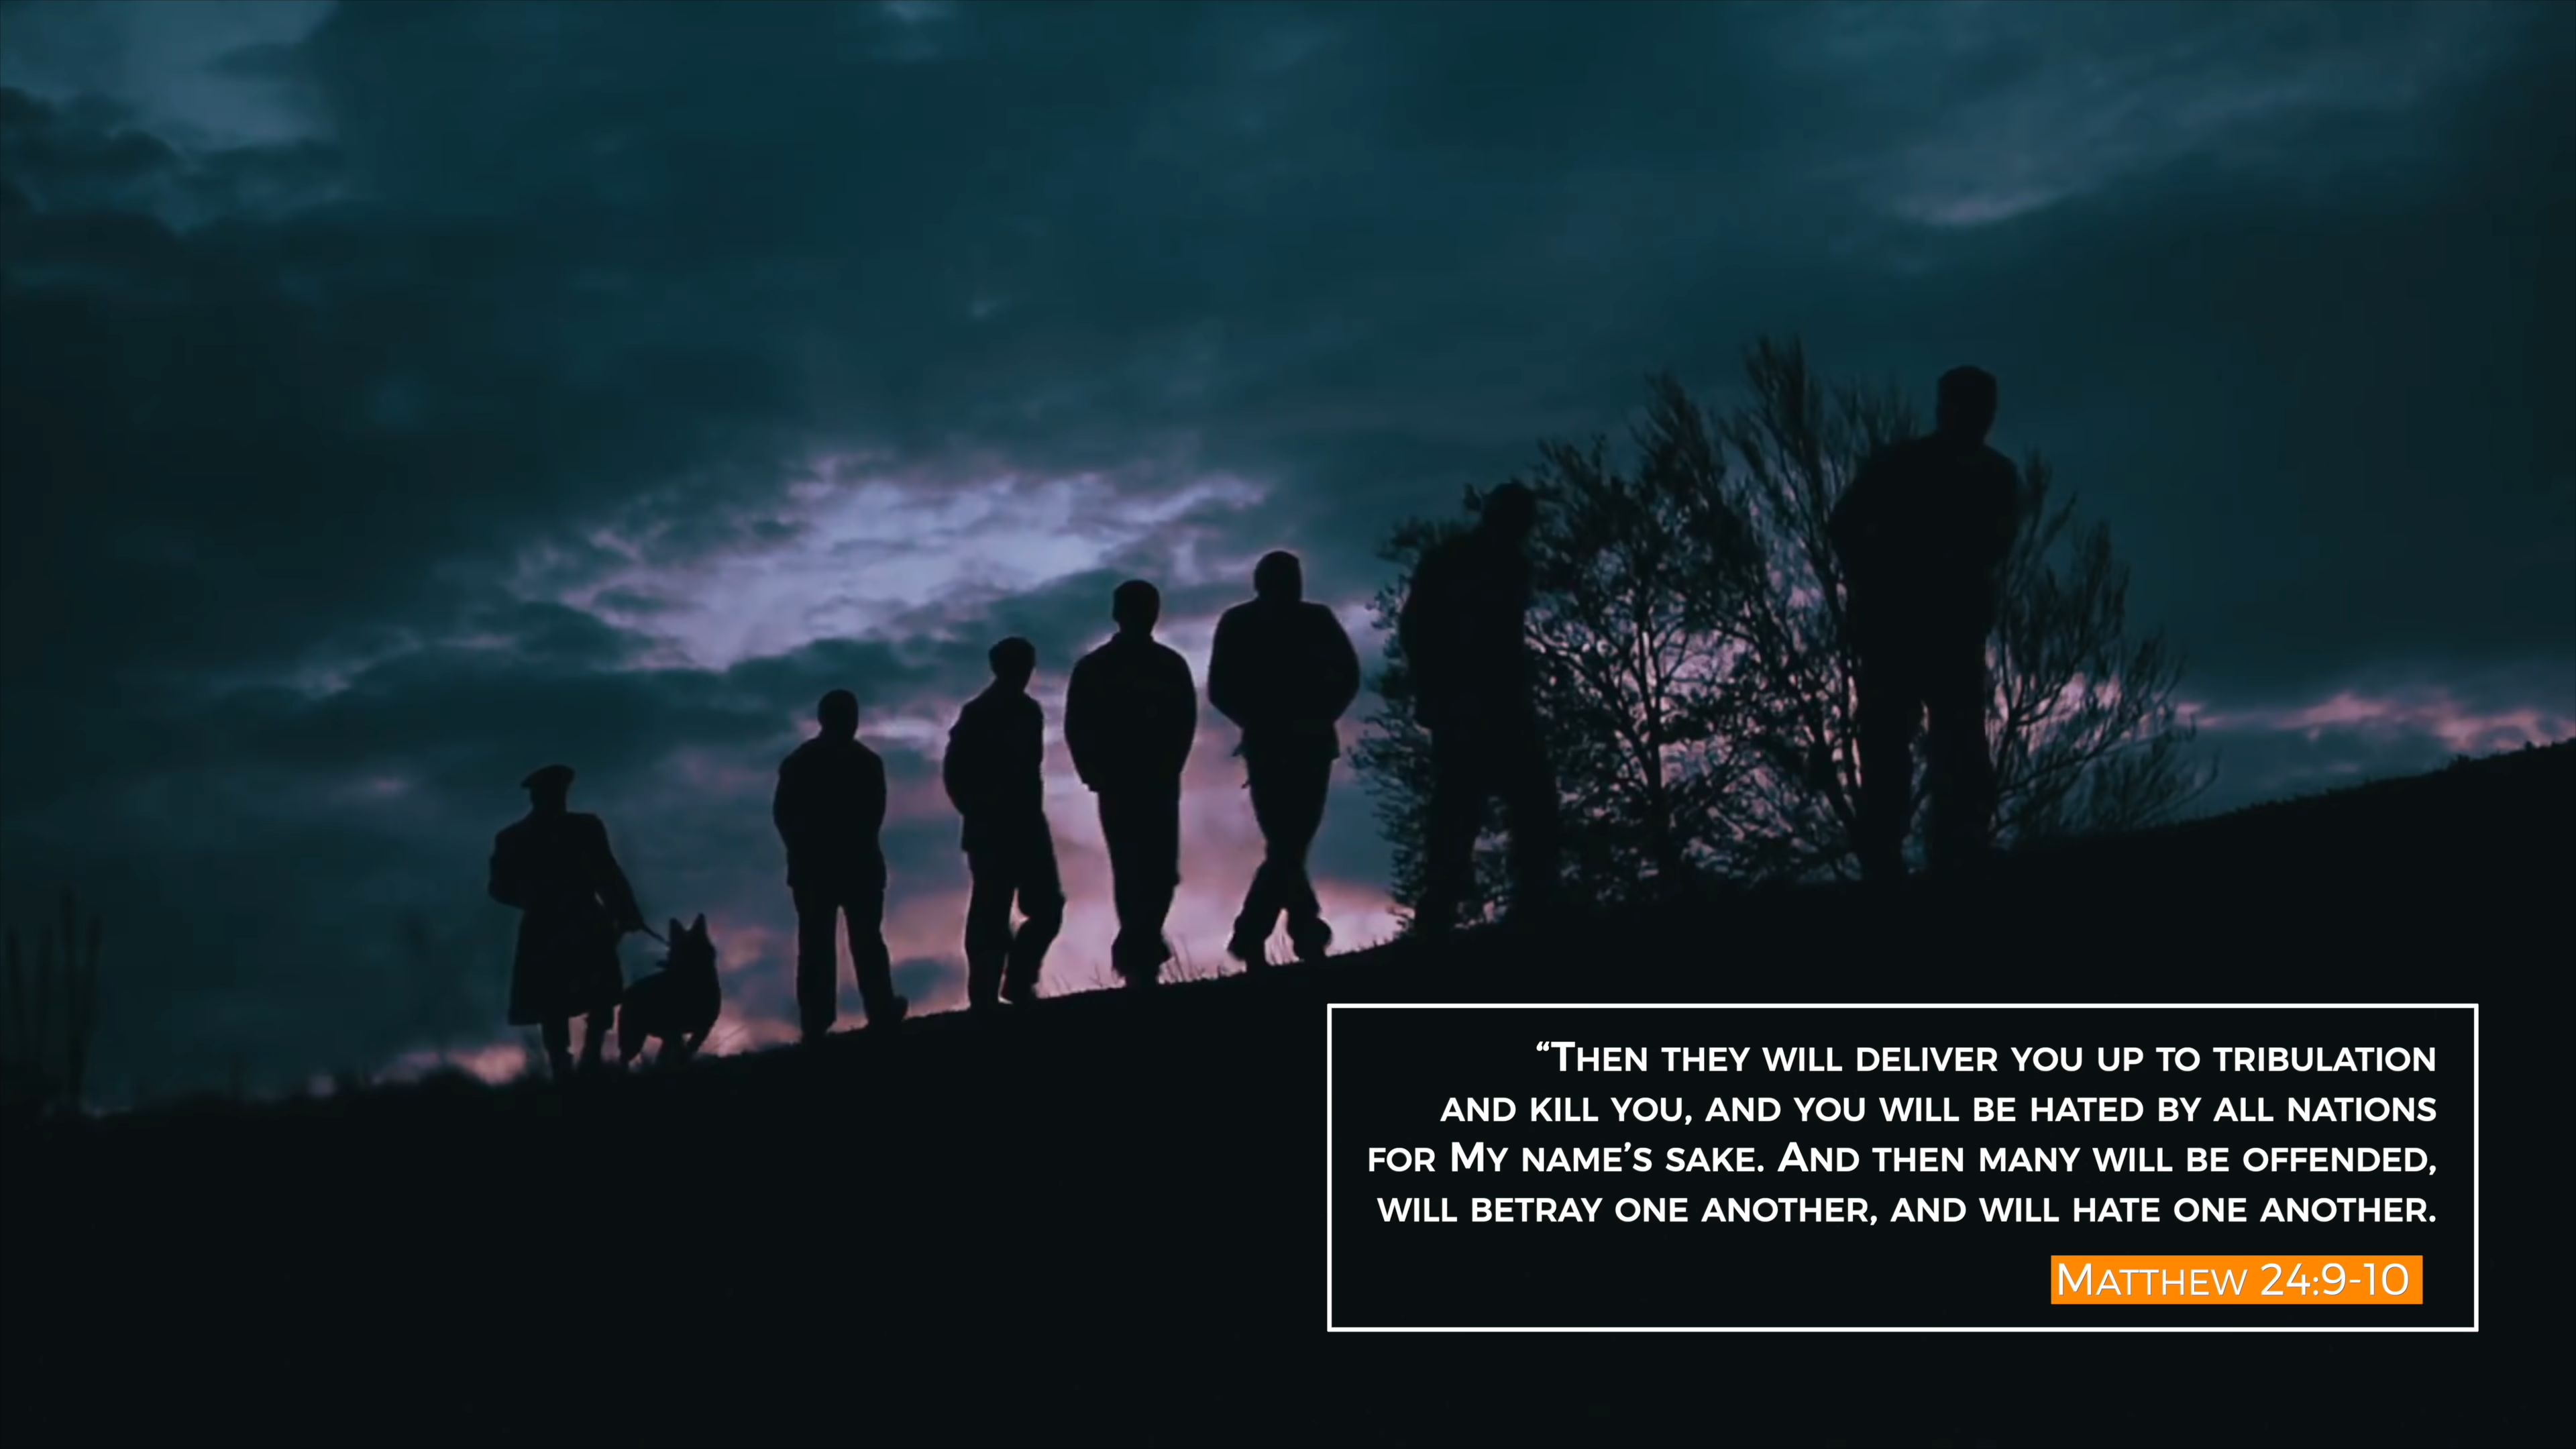 “Then they will deliver you up to tribulation
and kill you, and you will be hated by all nations
for My name’s sake. And then many will be offended,
will betray one another, and will hate one another.
Matthew 24:9-10